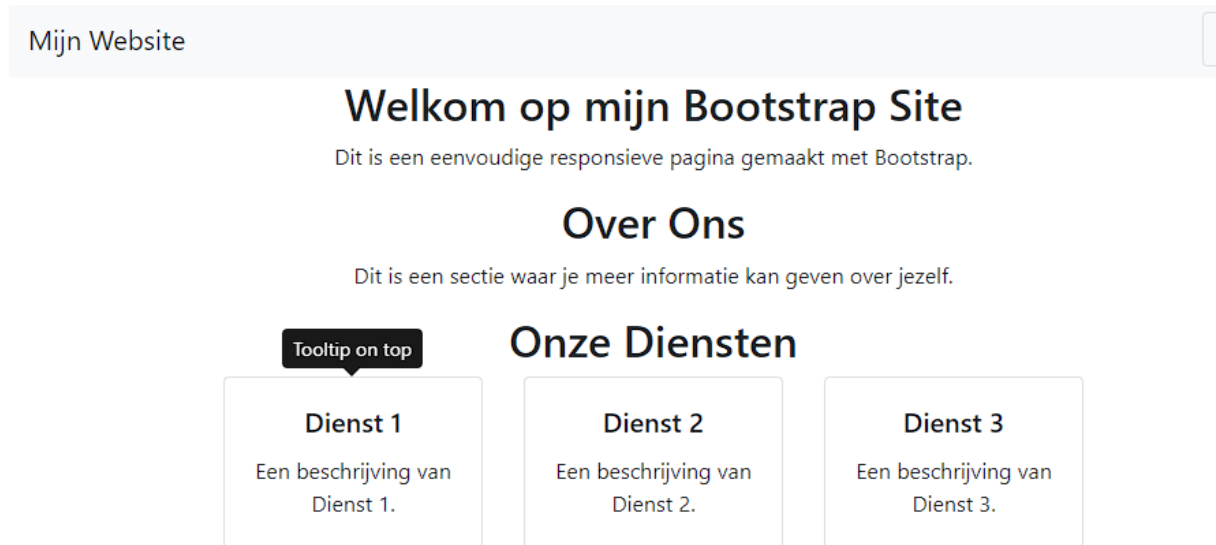 Mijn Website
Welkom op mijn Bootstrap Site
Dit is een eenvoudige responsieve pagina gemaakt met Bootstrap.
Over Ons
Dit is een sectie waar je meer informatie kan geven over jezelf.
Onze Diensten
Tooltip on top
Dienst 1
Een beschrijving van
Dienst 1.
Dienst 2
Een beschrijving van
Dienst 2.
Dienst 3
Een beschrijving van
Dienst 3.